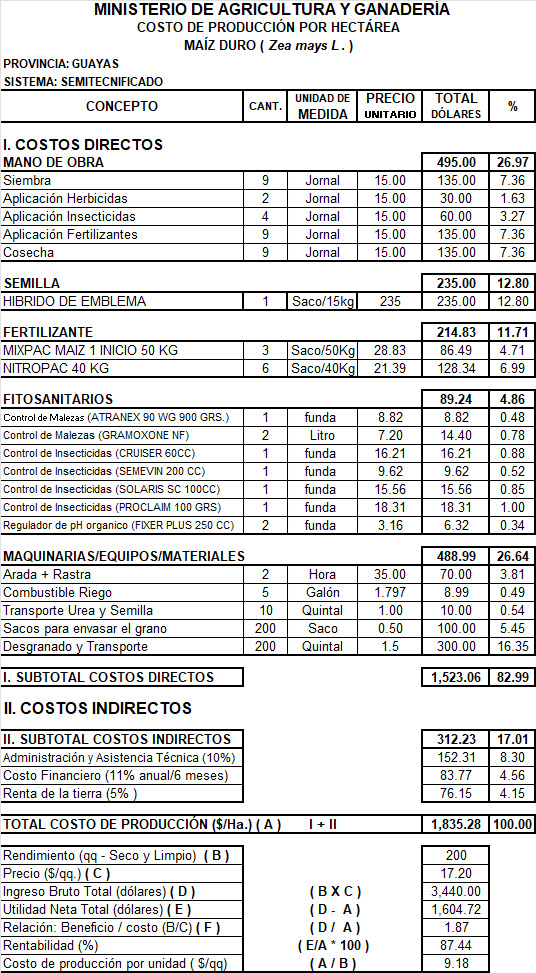 MINISTERIO DE AGRICULTURA Y GANADERÍA
COSTO DE PRODUCCIÓN POR HECTÁREA
MAÍZ DURO ( Zea mays L . )
PROVINCIA: GUAYAS
SISTEMA: SEMITECNIFICADO
CONCEPTO CANT. UNIDAD DE MEDIDA PRECIO UNITARIO TOTAL DÓLARES %
I. COSTOS DIRECTOS
MANO DE OBRA 495.00 26.97
Siembra 9 Jornal 15.00 135.00 7.36
Aplicación Herbicidas 2 Jornal 15.00 30.00 1.63
Aplicación Insecticidas 4 Jornal 15.00 60.00 3.27
Aplicación Fertilizantes 9 Jornal 15.00 135.00 7.36
Cosecha 9 Jornal 15.00 135.00 7.36
SEMILLA 235.00 12.80
HIBRIDO DE EMBLEMA 1 Saco/15kg 235 235.00 12.80
FERTILIZANTE 214.83 11.71
MIXPAC MAIZ 1 INICIO 50 KG 3 Saco/50Kg 28.83 86.49 4.71
NITROPAC 40 KG 6 Saco/40Kg 21.39 128.34 6.99
FITOSANITARIOS 89.24 4.86
Control de Malezas (ATRANEX 90 WG 900 GRS.) 1 funda 8.82 8.82 0.48
Control de Malezas (GRAMOXONE NF) 2 Litro 7.20 14.40 0.78
Control de Insecticidas (CRUISER 60CC) 1 funda 16.21 16.21 0.88
Control de Insecticidas (SEMEVIN 200 CC) 1 funda 9.62 9.62 0.52
Control de Insecticidas (SOLARIS SC 100CC) 1 funda 15.56 15.56 0.85
Control de Insecticidas (PROCLAIM 100 GRS) 1 funda 18.31 18.31 1.00
Regulador de pH organico (FIXER PLUS 250 CC) 2 funda 3.16 6.32 0.34
MAQUINARIAS/EQUIPOS/MATERIALES 488.99 26.64
Arada + Rastra 2 Hora 35.00 70.00 3.81
Combustible Riego 5 Galón 1.797 8.99 0.49
Transporte Urea y Semilla 10 Quintal 1.00 10.00 0.54
Sacos para envasar el grano 200 Saco 0.50 100.00 5.45
Desgranado y Transporte 200 Quintal 1.5 300.00 16.35
I. SUBTOTAL COSTOS DIRECTOS 1,523.06 82.99
II. COSTOS INDIRECTOS
II. SUBTOTAL COSTOS INDIRECTOS 312.23 17.01
Administración y Asistencia Técnica (10%) 152.31 8.30
Costo Financiero (11% anual/6 meses) 83.77 4.56
Renta de la tierra (5% ) 76.15 4.15
TOTAL COSTO DE PRODUCCIÓN ($/Ha.) ( A ) I + II 1,835.28 100.00
Rendimiento (qq - Seco y Limpio) ( B ) 200
Precio ($/qq.) ( C ) 17.20
Ingreso Bruto Total (dólares) ( D ) ( B X C ) 3,440.00
Utilidad Neta Total (dólares) ( E ) ( D - A ) 1,604.72
Relación: Beneficio / costo (B/C) ( F ) ( D / A ) 1.87
Rentabilidad (%) ( E/A * 100 ) 87.44
Costo de producción por unidad ( $/qq) ( A / B ) 9.18